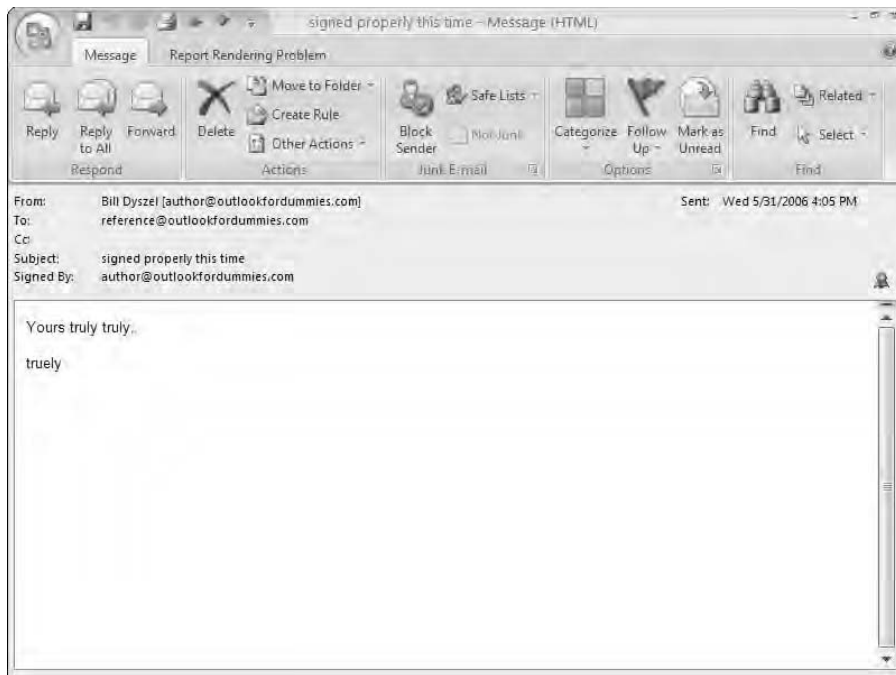 signed properly this time - Message (HTML)
Message Report Rendering Problem
Reply Reply to All Forward
Respond
Delete Move to Folder
Create Rule
Other Actions
Actions
Block Sender Safe Lists
Not Junk
Junk E-mail
Categorize Follow Up Mark as Unread
Options
Find Related
Select
Find
From: Bill Dyszel [author@outlookfordummies.com] Sent: Wed 5/31/2006 4:05 PM
To: reference@outlookfordummies.com
Cc:
Subject: signed properly this time
Signed By: author@outlookfordummies.com
Yours truly truly..
truely